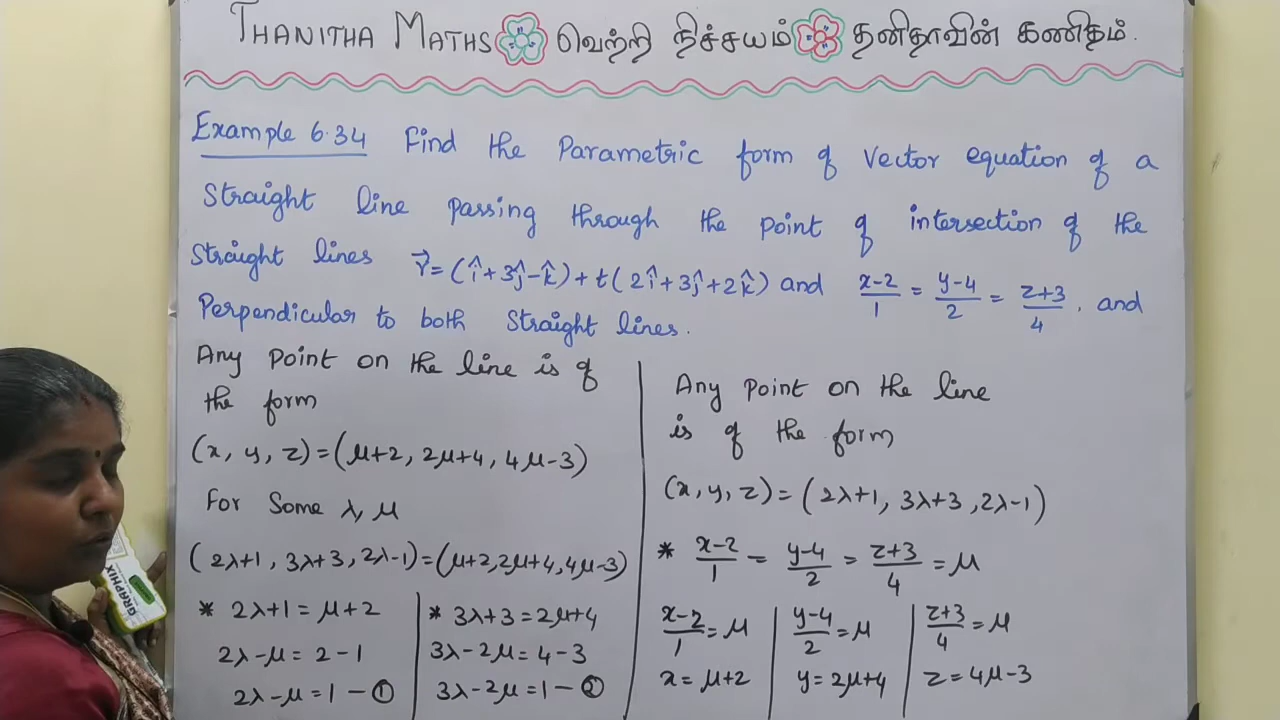 THANITHA MATHS வெற்றி நிச்சயம் தனிதாவின் கணிதம்.
Example 6.34 Find the Parametric form of Vector equation of a
Straight line passing through the point of intersection of the
Straight lines r⃗=(î+3ĵ-k̂)+t(2î+3ĵ+2k̂) and x-2/1 = y-4/2 = z+3/4, and
Perpendicular to both Straight lines.
Any point on the line is of
the form
(x, y, z)=(μ+2, 2μ+4, 4μ-3)
For Some λ, μ
(2λ+1, 3λ+3, 2λ-1)=(μ+2, 2μ+4, 4μ-3)
* 2λ+1 = μ+2
2λ-μ = 2-1
2λ-μ = 1 - ①
* 3λ+3 = 2μ+4
3λ-2μ = 4-3
3λ-2μ = 1 - ②
Any point on the line
is of the form
(x, y, z) = (2λ+1, 3λ+3, 2λ-1)
* x-2/1 = y-4/2 = z+3/4 = μ
x-2/1 = μ
x = μ+2
y-4/2 = μ
y = 2μ+4
z+3/4 = μ
z = 4μ-3
GRAPHIX